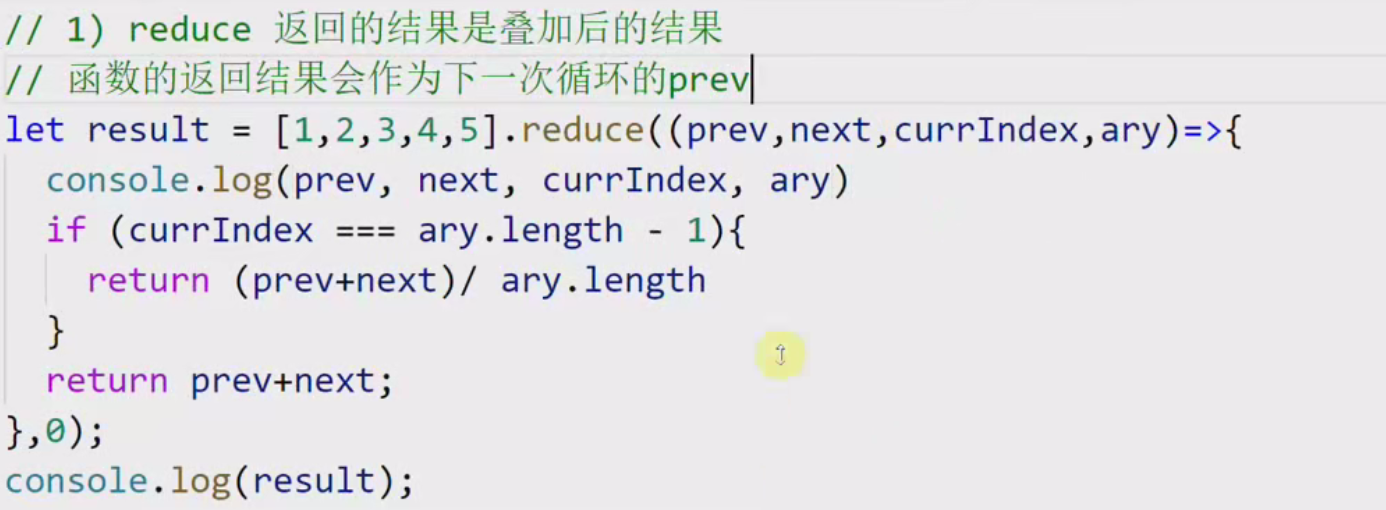 // 1) reduce 返回的结果是叠加后的结果
// 函数的返回结果会作为下一次循环的prev
let result = [1,2,3,4,5].reduce((prev,next,currIndex,ary)=>{
  console.log(prev, next, currIndex, ary)
  if (currIndex === ary.length - 1){
    return (prev+next)/ ary.length
  }
  return prev+next;
},0);
console.log(result);